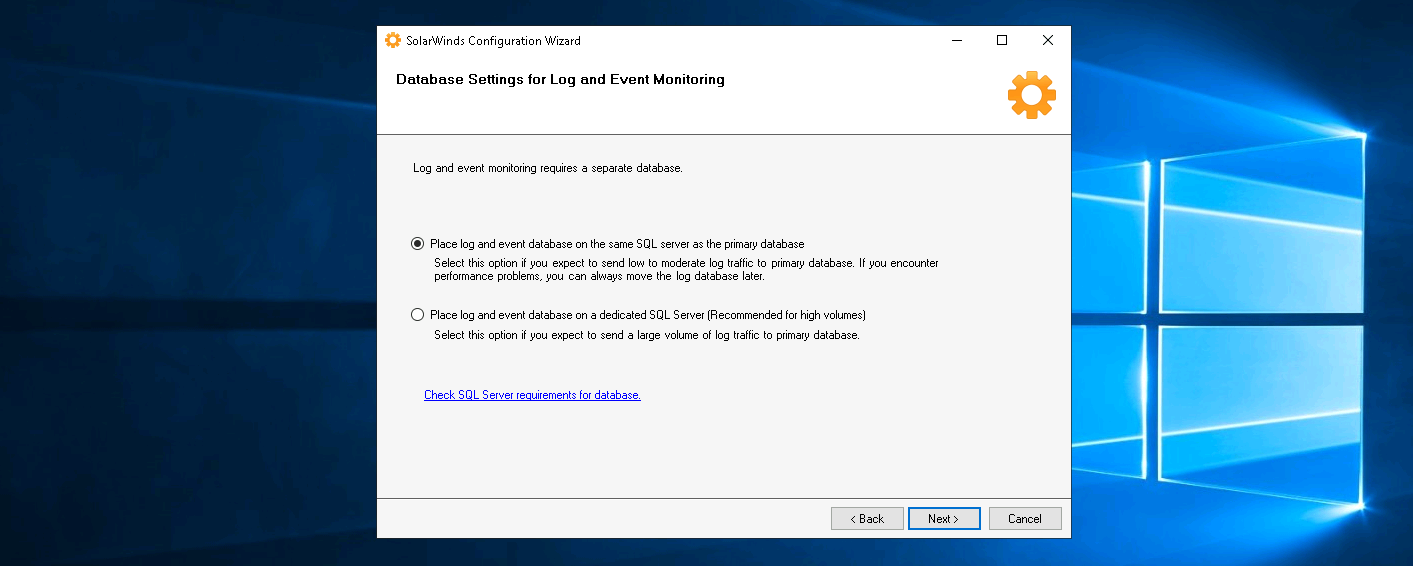 SolarWinds Configuration Wizard
Database Settings for Log and Event Monitoring
Log and event monitoring requires a separate database.
Place log and event database on the same SQL server as the primary database
Select this option if you expect to send low to moderate log traffic to primary database. If you encounter
performance problems, you can always move the log database later.
Place log and event database on a dedicated SQL Server (Recommended for high volumes)
Select this option if you expect to send a large volume of log traffic to primary database.
Check SQL Server requirements for database.
< Back
Next >
Cancel